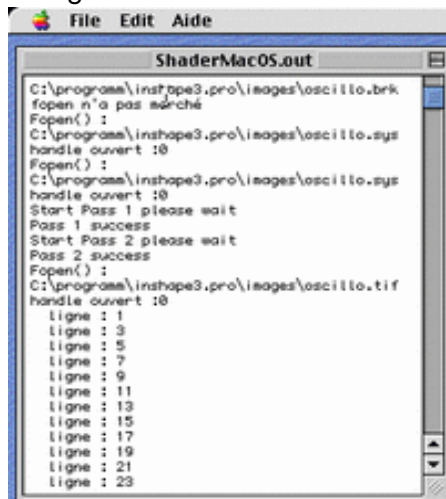 File Edit Aide
ShaderMacOS.out
C:\programm\inshape3.pro\images\oscillo.brk
fopen n'a pas marché
Fopen() :
C:\programm\inshape3.pro\images\oscillo.sys
handle ouvert :0
Fopen() :
C:\programm\inshape3.pro\images\oscillo.sys
handle ouvert :0
Start Pass 1 please wait
Pass 1 success
Start Pass 2 please wait
Pass 2 success
Fopen() :
C:\programm\inshape3.pro\images\oscillo.tif
handle ouvert :0
ligne : 1
ligne : 3
ligne : 5
ligne : 7
ligne : 9
ligne : 11
ligne : 13
ligne : 15
ligne : 17
ligne : 19
ligne : 21
ligne : 23